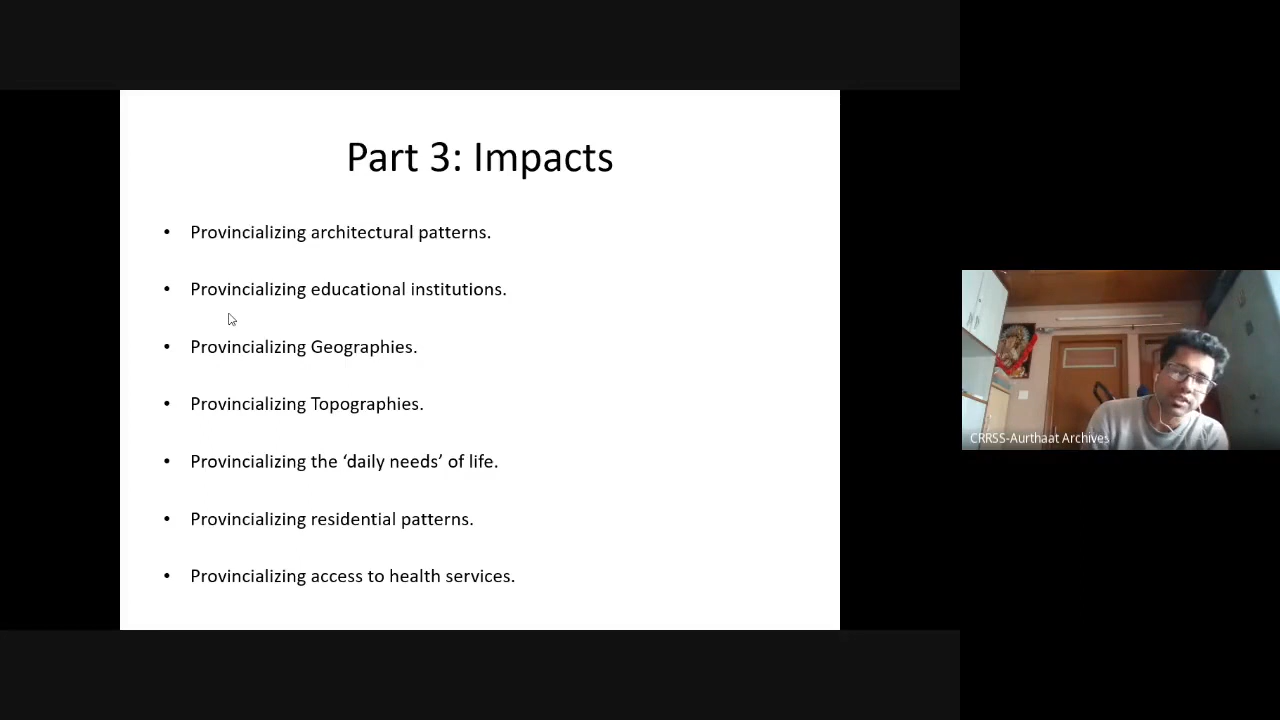 Part 3: Impacts
• Provincializing architectural patterns.
• Provincializing educational institutions.
• Provincializing Geographies.
• Provincializing Topographies.
• Provincializing the ‘daily needs’ of life.
• Provincializing residential patterns.
• Provincializing access to health services.
CRRSS-Aurthaat Archives